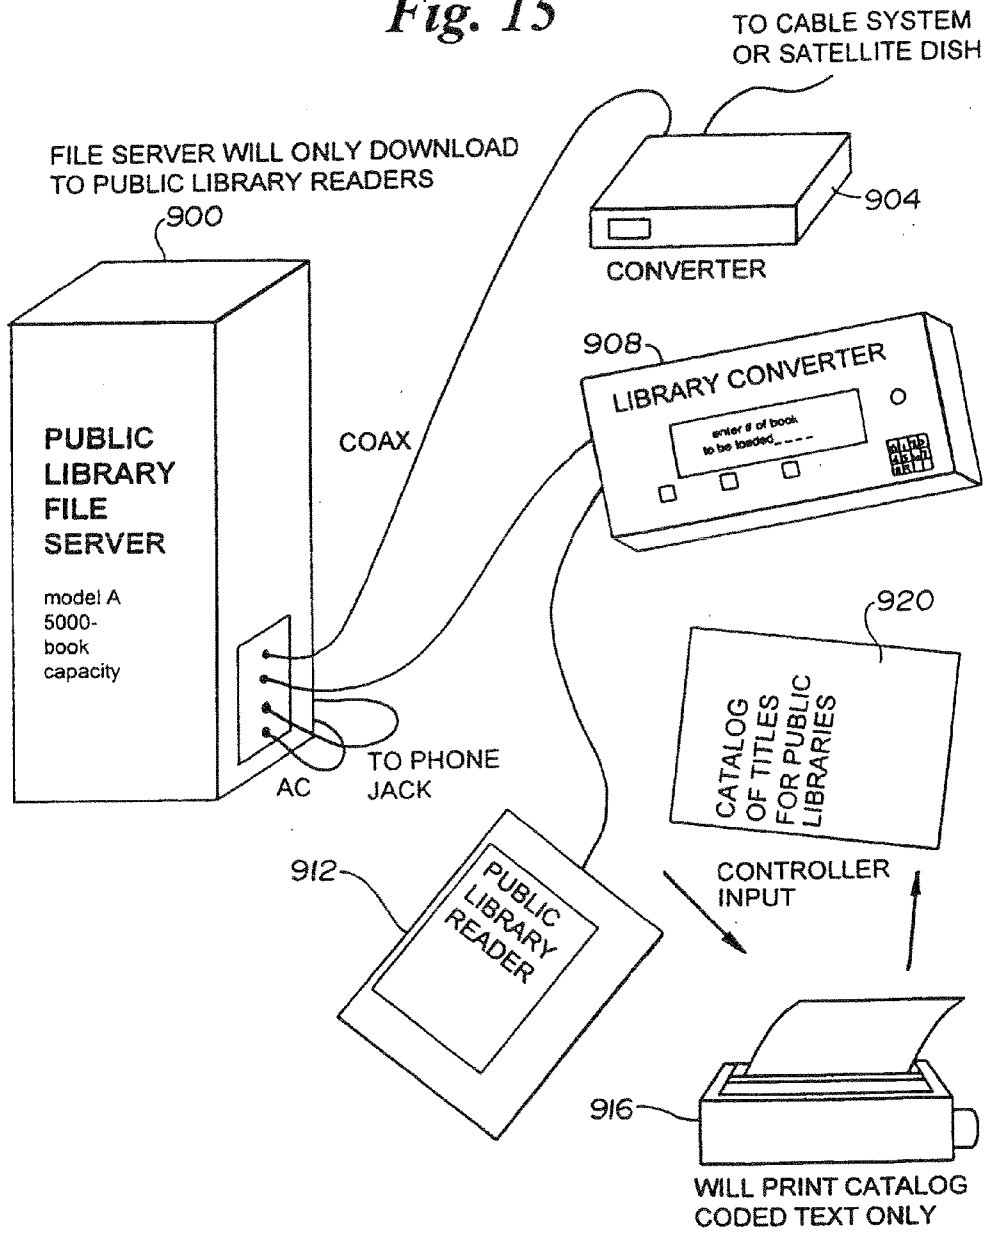 Fig. 15
TO CABLE SYSTEM
OR SATELLITE DISH
FILE SERVER WILL ONLY DOWNLOAD
TO PUBLIC LIBRARY READERS
900
904
CONVERTER
908
LIBRARY CONVERTER
enter # of book
to be loaded_ _ _ _
COAX
PUBLIC
LIBRARY
FILE
SERVER
model A
5000-
book
capacity
920
CATALOG
OF TITLES
FOR PUBLIC
LIBRARIES
TO PHONE
JACK
AC
912
PUBLIC
LIBRARY
READER
CONTROLLER
INPUT
916
WILL PRINT CATALOG
CODED TEXT ONLY